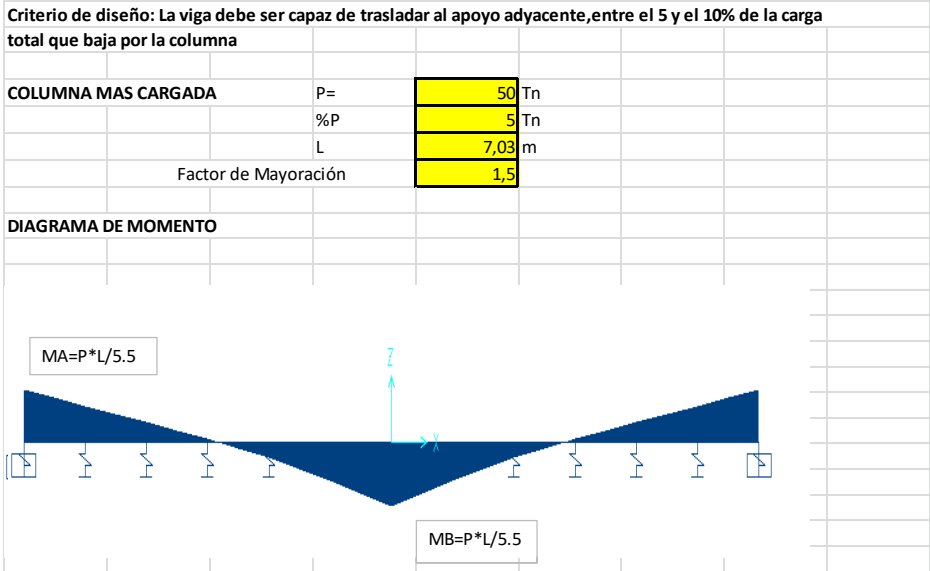 Criterio de diseño: La viga debe ser capaz de trasladar al apoyo adyacente,entre el 5 y el 10% de la carga
total que baja por la columna
COLUMNA MAS CARGADA P= 50 Tn
%P 5 Tn
L 7,03 m
Factor de Mayoración 1,5
DIAGRAMA DE MOMENTO
MA=P*L/5.5
Z
X
MB=P*L/5.5